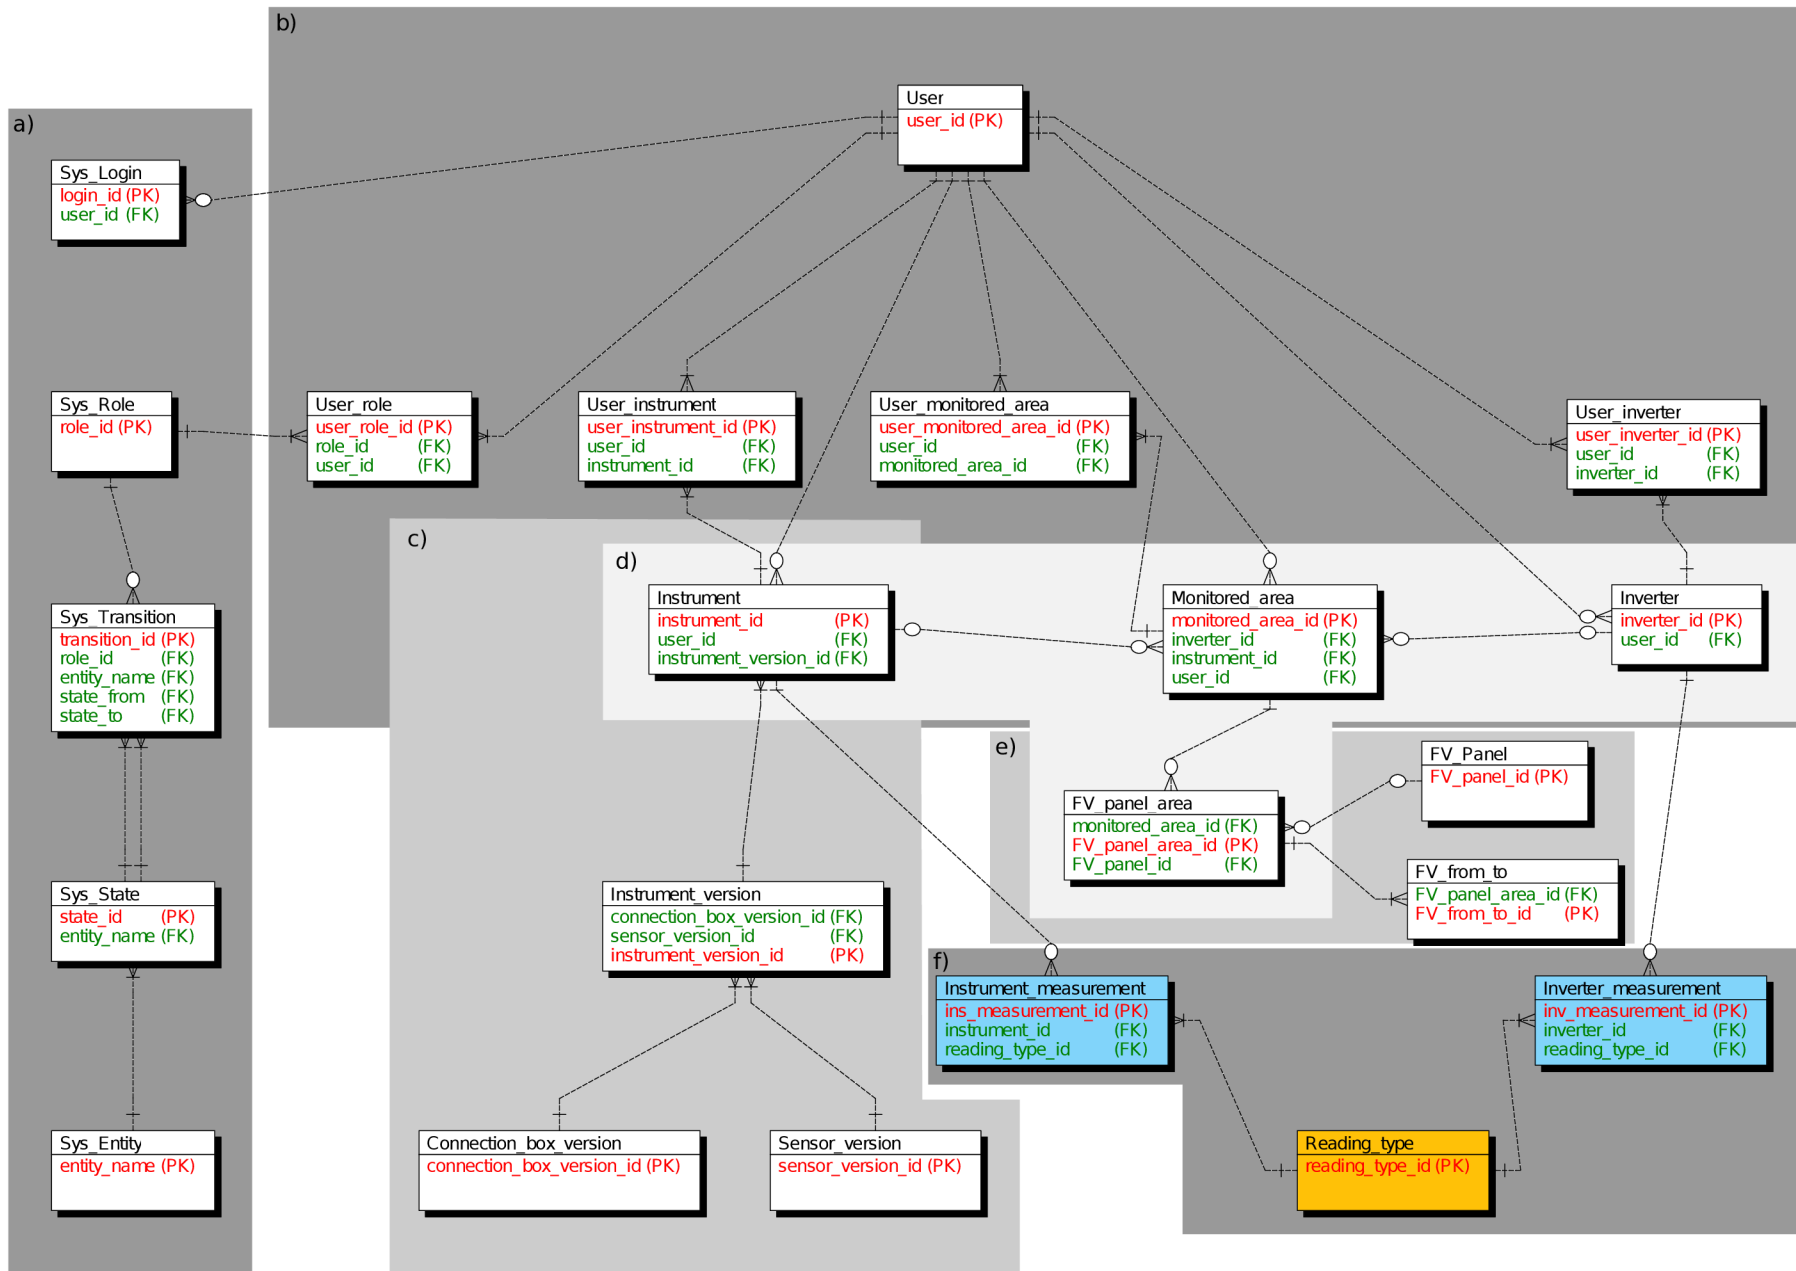 b)
a)
User
user_id (PK)
Sys_Login
login_id (PK)
user_id (FK)
Sys_Role
role_id (PK)
User_role
user_role_id (PK)
role_id (FK)
user_id (FK)
User_instrument
user_instrument_id (PK)
user_id (FK)
instrument_id (FK)
User_monitored_area
user_monitored_area_id (PK)
user_id (FK)
monitored_area_id (FK)
User_inverter
user_inverter_id (PK)
user_id (FK)
inverter_id (FK)
c)
d)
Sys_Transition
transition_id (PK)
role_id (FK)
entity_name (FK)
state_from (FK)
state_to (FK)
Instrument
instrument_id (PK)
user_id (FK)
instrument_version_id (FK)
Monitored_area
monitored_area_id (PK)
inverter_id (FK)
instrument_id (FK)
user_id (FK)
Inverter
inverter_id (PK)
user_id (FK)
e)
FV_Panel
FV_panel_id (PK)
FV_panel_area
monitored_area_id (FK)
FV_panel_area_id (PK)
FV_panel_id (FK)
FV_from_to
FV_panel_area_id (FK)
FV_from_to_id (PK)
Sys_State
state_id (PK)
entity_name (FK)
Instrument_version
connection_box_version_id (FK)
sensor_version_id (FK)
instrument_version_id (PK)
f)
Instrument_measurement
ins_measurement_id (PK)
instrument_id (FK)
reading_type_id (FK)
Inverter_measurement
inv_measurement_id (PK)
inverter_id (FK)
reading_type_id (FK)
Sys_Entity
entity_name (PK)
Connection_box_version
connection_box_version_id (PK)
Sensor_version
sensor_version_id (PK)
Reading_type
reading_type_id (PK)